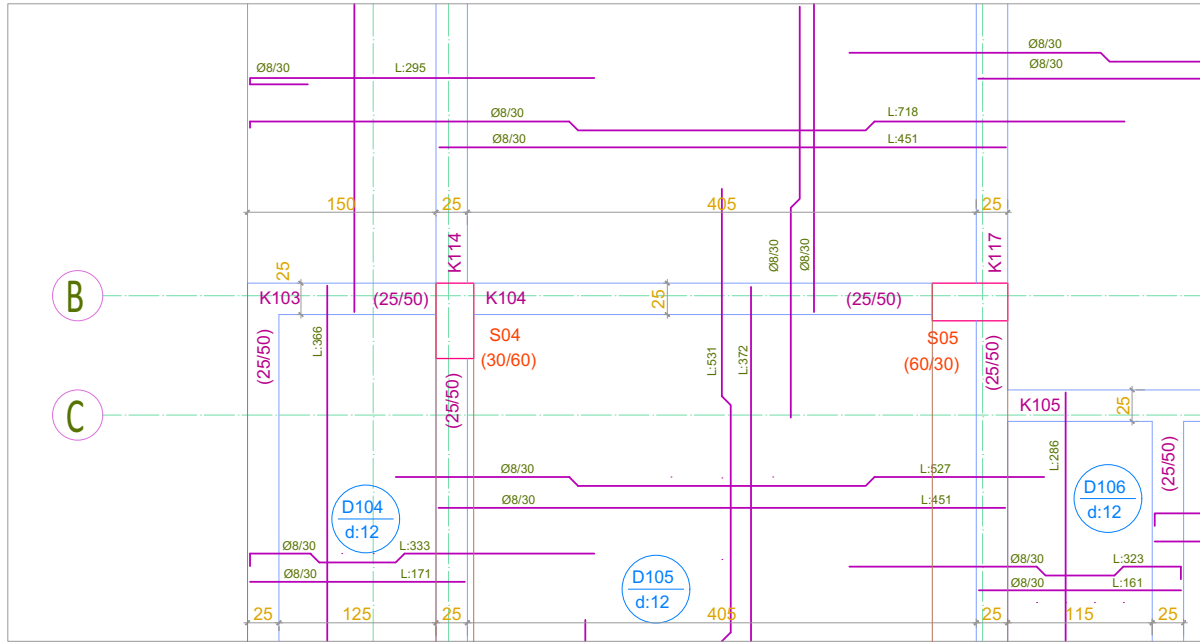 Ø8/30
Ø8/30 L:295
Ø8/30
Ø8/30 L:718
Ø8/30 L:451
150 25 405 25
K114
K117
Ø8/30
Ø8/30
25
B
K103 (25/50) K104 (25/50)
25
(25/50)
L:366
S04
(30/60)
L:531
L:372
S05
(60/30)
(25/50)
(25/50)
C
K105
25
L:286
(25/50)
Ø8/30 L:527
Ø8/30 L:451
D104
d:12
D106
d:12
Ø8/30 L:333
Ø8/30 L:171
D105
d:12
Ø8/30 L:323
Ø8/30 L:161
25 125 25 405 25 115 25